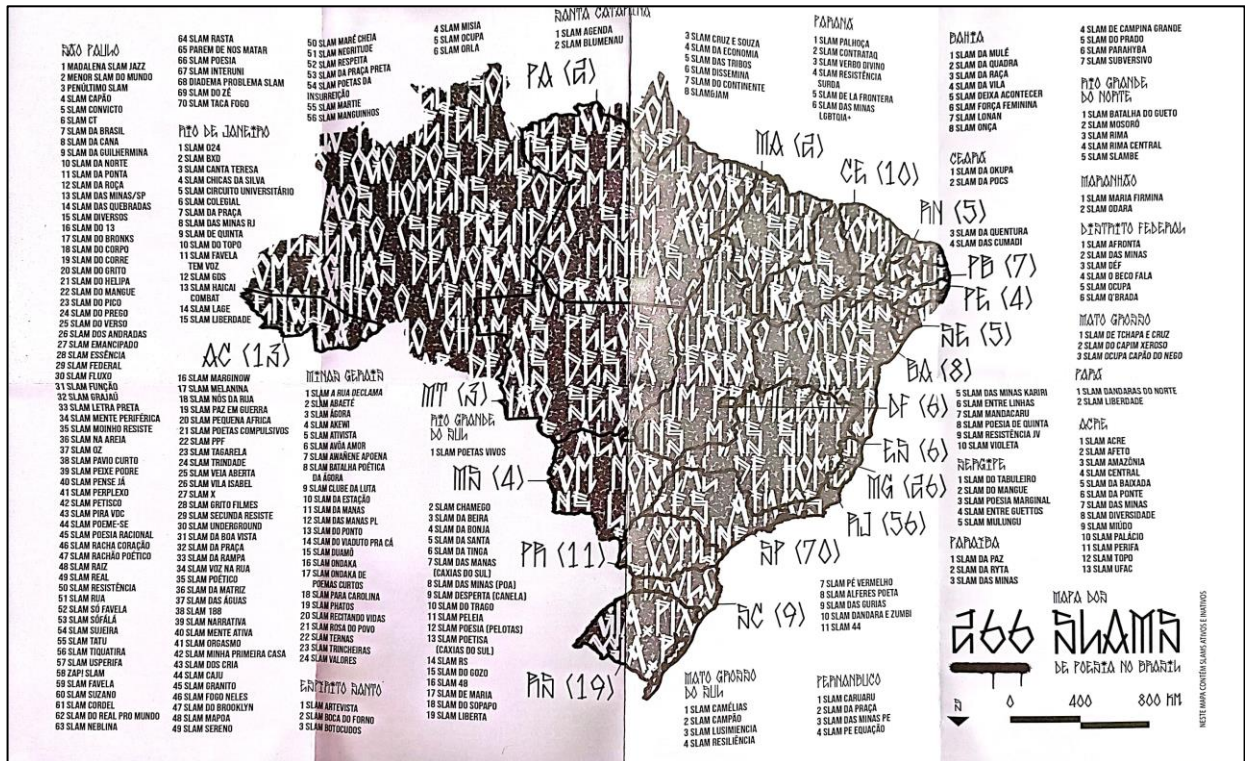 SÃO PAULO
1 MADALENA SLAM JAZZ
2 MENOR SLAM DO MUNDO
3 PENÚLTIMO SLAM
4 SLAM CAPÃO
5 SLAM CONVICTO
6 SLAM CT
7 SLAM DA BRASIL
8 SLAM DA CANA
9 SLAM DA GUILHERMINA
10 SLAM DA NORTE
11 SLAM DA PONTA
12 SLAM DA ROÇA
13 SLAM DAS MINAS/SP
14 SLAM DAS QUEBRADAS
15 SLAM DIVERSOS
16 SLAM DO 13
17 SLAM DO BRONKS
18 SLAM DO CORPO
19 SLAM DO CORRE
20 SLAM DO GRITO
21 SLAM DO HELIPA
22 SLAM DO MANGUE
23 SLAM DO PICO
24 SLAM DO PREGO
25 SLAM DO VERSO
26 SLAM DOS ANDRADAS
27 SLAM EMANCIPADO
28 SLAM ESSÊNCIA
29 SLAM FEDERAL
30 SLAM FLUXO
31 SLAM FUNÇÃO
32 SLAM GRAJAÚ
33 SLAM LETRA PRETA
34 SLAM MENTE PERIFÉRICA
35 SLAM MOINHO RESISTE
36 SLAM NA AREIA
37 SLAM OZ
38 SLAM PAVIO CURTO
39 SLAM PEIXE PODRE
40 SLAM PENSE JÁ
41 SLAM PERPLEXO
42 SLAM PETISCO
43 SLAM PIRA VDC
44 SLAM POEME-SE
45 SLAM POESIA RACIONAL
46 SLAM RACHA CORAÇÃO
47 SLAM RACHÃO POÉTICO
48 SLAM RAIZ
49 SLAM REAL
50 SLAM RESISTÊNCIA
51 SLAM RUA
52 SLAM SÓ FAVELA
53 SLAM SÓFÁLÁ
54 SLAM SUJEIRA
55 SLAM TATU
56 SLAM TIQUATIRA
57 SLAM USPERIFA
58 ZAP! SLAM
59 SLAM FAVELA
60 SLAM SUZANO
61 SLAM CORDEL
62 SLAM DO REAL PRO MUNDO
63 SLAM NEBLINA
64 SLAM RASTA
65 PAREM DE NOS MATAR
66 SLAM POESIA
67 SLAM INTERUNI
68 DIADEMA PROBLEMA SLAM
69 SLAM DO ZÉ
70 SLAM TACA FOGO
RIO DE JANEIRO
1 SLAM 024
2 SLAM BXD
3 SLAM CANTA TERESA
4 SLAM CHICAS DA SILVA
5 SLAM CIRCUITO UNIVERSITÁRIO
6 SLAM COLEGIAL
7 SLAM DA PRAÇA
8 SLAM DAS MINAS RJ
9 SLAM DE QUINTA
10 SLAM DO TOPO
11 SLAM FAVELA
TEM VOZ
12 SLAM GDS
13 SLAM HAICAI
COMBAT
14 SLAM LAGE
15 SLAM LIBERDADE
16 SLAM MARGINOW
17 SLAM MELANINA
18 SLAM NÓS DA RUA
19 SLAM PAZ EM GUERRA
20 SLAM PEQUENA AFRICA
21 SLAM POETAS COMPULSIVOS
22 SLAM PPF
23 SLAM TAGARELA
24 SLAM TRINDADE
25 SLAM VEIA ABERTA
26 SLAM VILA ISABEL
27 SLAM X
28 SLAM GRITO FILMES
29 SLAM SECUNDA RESISTE
30 SLAM UNDERGROUND
31 SLAM DA BOA VISTA
32 SLAM DA PRAÇA
33 SLAM DA RAMPA
34 SLAM VOZ NA RUA
35 SLAM POÉTICO
36 SLAM DA MATRIZ
37 SLAM DAS ÁGUAS
38 SLAM 188
39 SLAM NARRATIVA
40 SLAM MENTE ATIVA
41 SLAM ORGASMO
42 SLAM MINHA PRIMEIRA CASA
43 SLAM DOS CRIA
44 SLAM CAJU
45 SLAM GRANITO
46 SLAM FOGO NELES
47 SLAM DO BROOKLYN
48 SLAM MAPOA
49 SLAM SERENO
50 SLAM MARÉ CHEIA
51 SLAM NEGRITUDE
52 SLAM RESPEITA
53 SLAM DA PRAÇA PRETA
54 SLAM POETAS DA
INSURREIÇÃO
55 SLAM MARTIE
56 SLAM MANGUINHOS
MINAS GERAIS
1 SLAM A RUA DECLAMA
2 SLAM ABAETÉ
3 SLAM ÁGORA
4 SLAM AKEWI
5 SLAM ATIVISTA
6 SLAM AVÔA AMOR
7 SLAM AWAÑENE APOENA
8 SLAM BATALHA POÉTICA
DA ÁGORA
9 SLAM CLUBE DA LUTA
10 SLAM DA ESTAÇÃO
11 SLAM DA MANAS
12 SLAM DAS MANAS PL
13 SLAM DO PONTO
14 SLAM DO VIADUTO PRA CÁ
15 SLAM DUAMÔ
16 SLAM ONDAKA
17 SLAM ONDAKA DE
POEMAS CURTOS
18 SLAM PARA CAROLINA
19 SLAM PHATOS
20 SLAM RECITANDO VIDAS
21 SLAM ROSA DO POVO
22 SLAM TERNAS
23 SLAM TRINCHEIRAS
24 SLAM VALORES
ESPÍRITO SANTO
1 SLAM ARTEVISTA
2 SLAM BOCA DO FORNO
3 SLAM BOTOCUDOS
4 SLAM MISIA
5 SLAM OCUPA
6 SLAM ORLA
RIO GRANDE
DO SUL
1 SLAM POETAS VIVOS
2 SLAM CHAMEGO
3 SLAM DA BEIRA
4 SLAM DA BONJA
5 SLAM DA SANTA
6 SLAM DA TINGA
7 SLAM DAS MANAS
(CAXIAS DO SUL)
8 SLAM DAS MINAS (POA)
9 SLAM DESPERTA (CANELA)
10 SLAM DO TRAGO
11 SLAM PELEIA
12 SLAM POESIA (PELOTAS)
13 SLAM POETISA
(CAXIAS DO SUL)
14 SLAM RS
15 SLAM DO GOZO
16 SLAM 48
17 SLAM DE MARIA
18 SLAM DO SOPAPO
19 SLAM LIBERTA
SANTA CATARINA
1 SLAM AGENDA
2 SLAM BLUMENAU
3 SLAM CRUZ E SOUZA
4 SLAM DA ECONOMIA
5 SLAM DAS TRIBOS
6 SLAM DISSEMINA
7 SLAM DO CONTINENTE
8 SLAMGJAM
PARANÁ
1 SLAM PALHOÇA
2 SLAM CONTRATAQ
3 SLAM VERBO DIVINO
4 SLAM RESISTÊNCIA
SURDA
5 SLAM DE LA FRONTERA
6 SLAM DAS MINAS
LGBTQIA+
7 SLAM PÉ VERMELHO
8 SLAM ALFERES POETA
9 SLAM DAS GURIAS
10 SLAM DANDARA E ZUMBI
11 SLAM 44
MATO GROSSO
DO SUL
1 SLAM CAMÉLIAS
2 SLAM CAMPÃO
3 SLAM LUSIMIENCIA
4 SLAM RESILIÊNCIA
PERNAMBUCO
1 SLAM CARUARU
2 SLAM DA PRAÇA
3 SLAM DAS MINAS PE
4 SLAM PE EQUAÇÃO
BAHIA
1 SLAM DA MULÉ
2 SLAM DA QUADRA
3 SLAM DA RAÇA
4 SLAM DA VILA
5 SLAM DEIXA ACONTECER
6 SLAM FORÇA FEMININA
7 SLAM LONAN
8 SLAM ONÇA
CEARÁ
1 SLAM DA OKUPA
2 SLAM DA POCS
3 SLAM DA QUENTURA
4 SLAM DAS CUMADI
5 SLAM DAS MINAS KARIRI
6 SLAM ENTRE LINHAS
7 SLAM MANDACARU
8 SLAM POESIA DE QUINTA
9 SLAM RESISTÊNCIA JV
10 SLAM VIOLETA
SERGIPE
1 SLAM DO TABULEIRO
2 SLAM DO MANGUE
3 SLAM POESIA MARGINAL
4 SLAM ENTRE GUETTOS
5 SLAM MULUNGU
PARAÍBA
1 SLAM DA PAZ
2 SLAM DA RYTA
3 SLAM DAS MINAS
4 SLAM DE CAMPINA GRANDE
5 SLAM DO PRADO
6 SLAM PARAHYBA
7 SLAM SUBVERSIVO
RIO GRANDE
DO NORTE
1 SLAM BATALHA DO GUETO
2 SLAM MOSORÓ
3 SLAM RIMA
4 SLAM RIMA CENTRAL
5 SLAM SLAMBE
MARANHÃO
1 SLAM MARIA FIRMINA
2 SLAM ODARA
DISTRITO FEDERAL
1 SLAM AFRONTA
2 SLAM DAS MINAS
3 SLAM DÉF
4 SLAM O BECO FALA
5 SLAM OCUPA
6 SLAM Q'BRADA
MATO GROSSO
1 SLAM DE TCHAPA E CRUZ
2 SLAM DO CAPIM XEROSO
3 SLAM OCUPA CAPÃO DO NEGO
PARÁ
1 SLAM DANDARAS DO NORTE
2 SLAM LIBERDADE
ACRE
1 SLAM ACRE
2 SLAM AFETO
3 SLAM AMAZÔNIA
4 SLAM CENTRAL
5 SLAM DA BAIXADA
6 SLAM DA PONTE
7 SLAM DAS MINAS
8 SLAM DIVERSIDADE
9 SLAM MIÚDO
10 SLAM PALÁCIO
11 SLAM PERIFA
12 SLAM TOPO
13 SLAM UFAC
PA (2)
MA (2)
CE (10)
RN (5)
PB (7)
PE (4)
SE (5)
BA (8)
DF (6)
ES (6)
MG (26)
RJ (56)
SP (70)
SC (9)
AC (13)
MT (3)
MS (4)
PR (11)
RS (19)
FOGO DOS DEUSES E DEU
AOS HOMENS
266 MAPA DOS
SLAMS
DE POESIA NO BRASIL
N
0 400 800 KM
NESTE MAPA CONTÉM SLAMS ATIVOS E INATIVOS